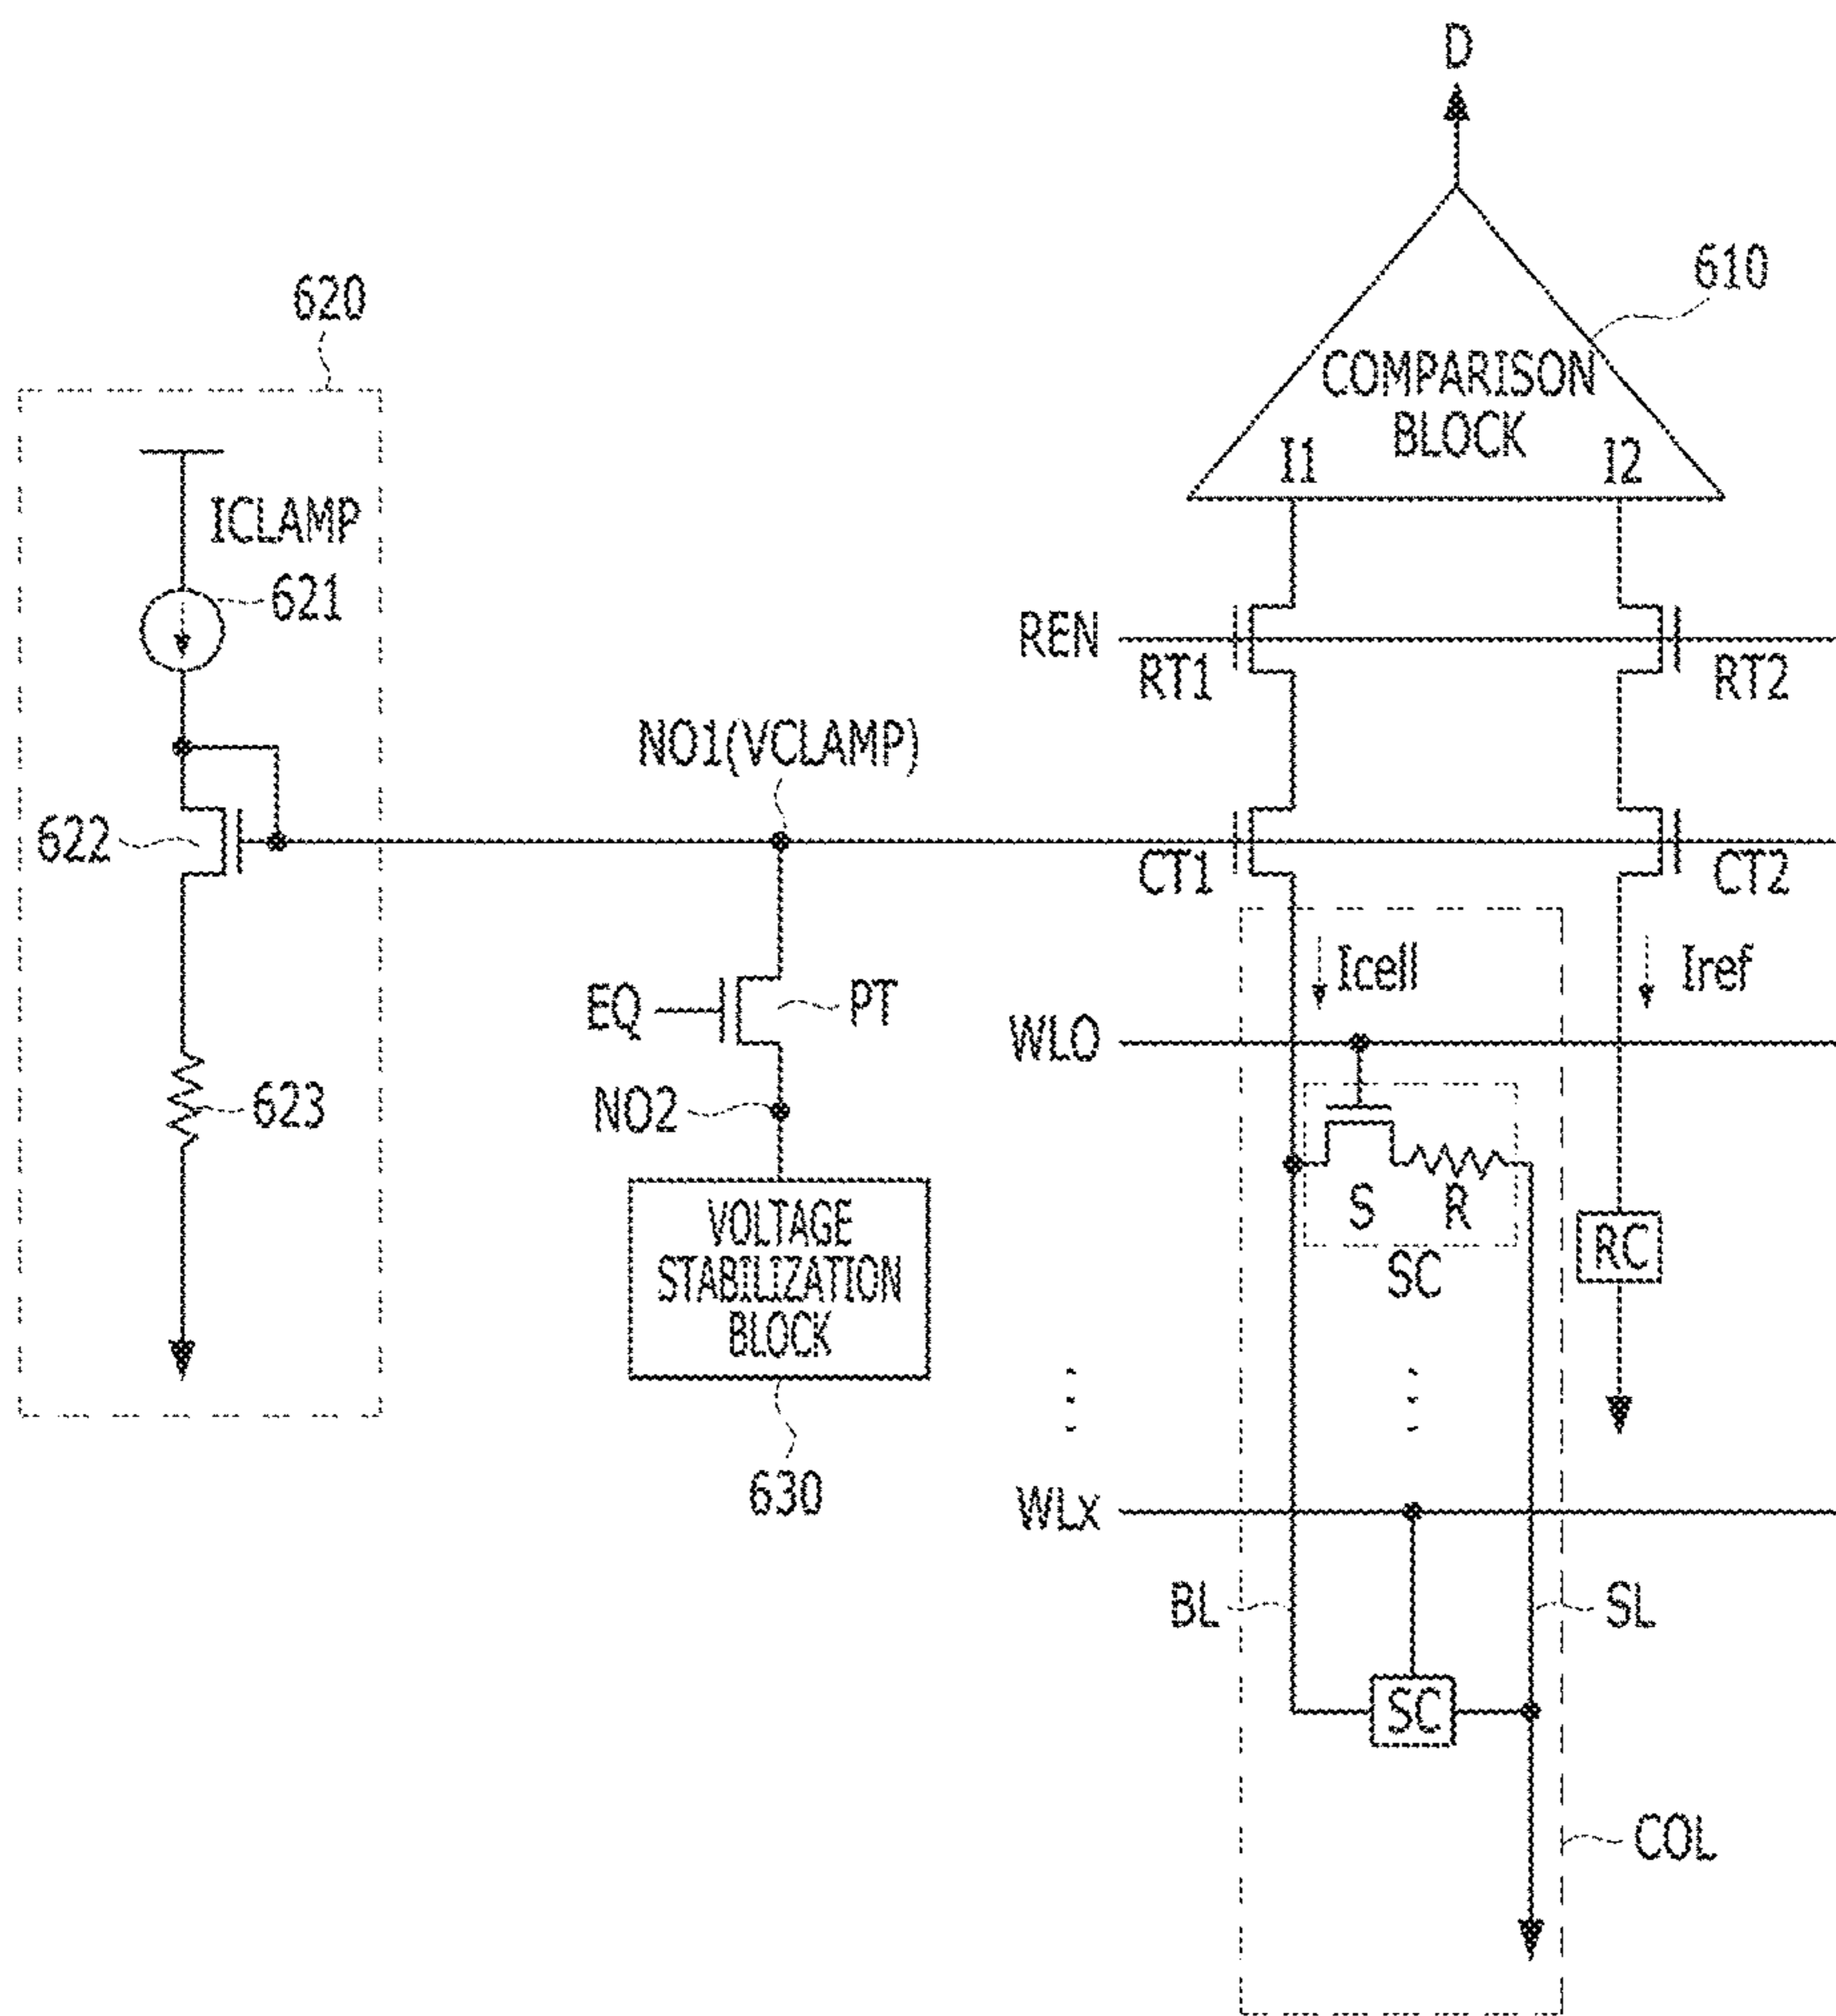 D
610
620
COMPARISON
BLOCK
I1
I2
ICLAMP
621
REN
RT1
RT2
NO1(VCLAMP)
622
CT1
CT2
Icell
Iref
EQ
PT
WLO
623
NO2
S
R
SC
RC
VOLTAGE
STABILIZATION
BLOCK
630
WLx
BL
SL
SC
COL